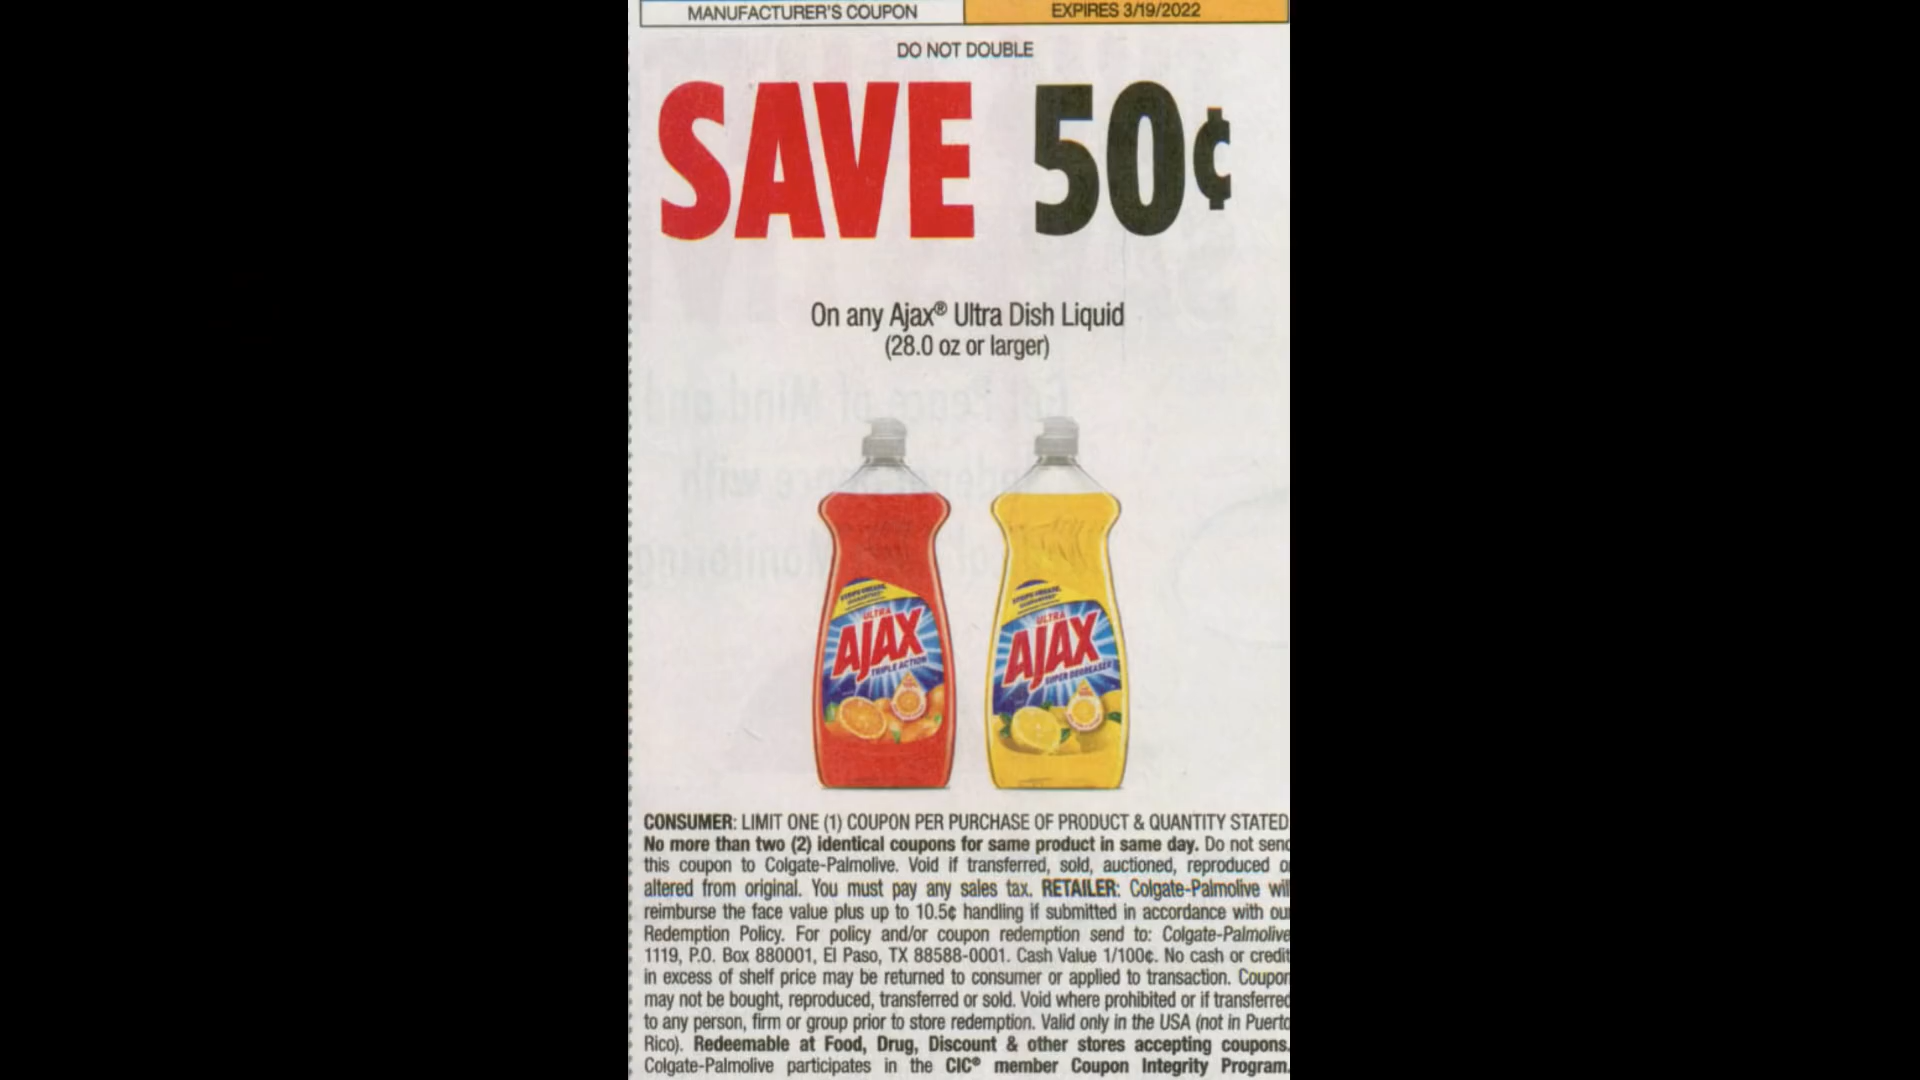 MANUFACTURER'S COUPON
EXPIRES 3/19/2022
DO NOT DOUBLE
SAVE 50¢
On any Ajax® Ultra Dish Liquid
(28.0 oz or larger)
ULTRA
AJAX
TRIPLE ACTION
ULTRA
AJAX
SUPER DEGREASER
CONSUMER: LIMIT ONE (1) COUPON PER PURCHASE OF PRODUCT & QUANTITY STATED
No more than two (2) identical coupons for same product in same day. Do not send
this coupon to Colgate-Palmolive. Void if transferred, sold, auctioned, reproduced o
altered from original. You must pay any sales tax. RETAILER: Colgate-Palmolive wil
reimburse the face value plus up to 10.5¢ handling if submitted in accordance with ou
Redemption Policy. For policy and/or coupon redemption send to: Colgate-Palmolive
1119, P.O. Box 880001, El Paso, TX 88588-0001. Cash Value 1/100¢. No cash or credit
in excess of shelf price may be returned to consumer or applied to transaction. Coupon
may not be bought, reproduced, transferred or sold. Void where prohibited or if transferred
to any person, firm or group prior to store redemption. Valid only in the USA (not in Puerto
Rico). Redeemable at Food, Drug, Discount & other stores accepting coupons.
Colgate-Palmolive participates in the CIC® member Coupon Integrity Program.